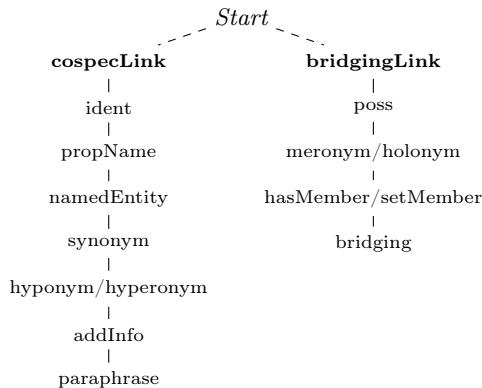 Start
cospecLink
ident
propName
namedEntity
synonym
hyponym/hyperonym
addInfo
paraphrase
bridgingLink
poss
meronym/holonym
hasMember/setMember
bridging